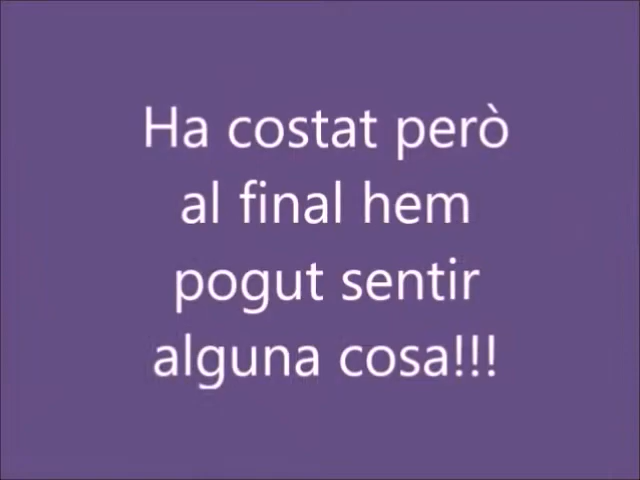 Ha costat però
al final hem
pogut sentir
alguna cosa!!!